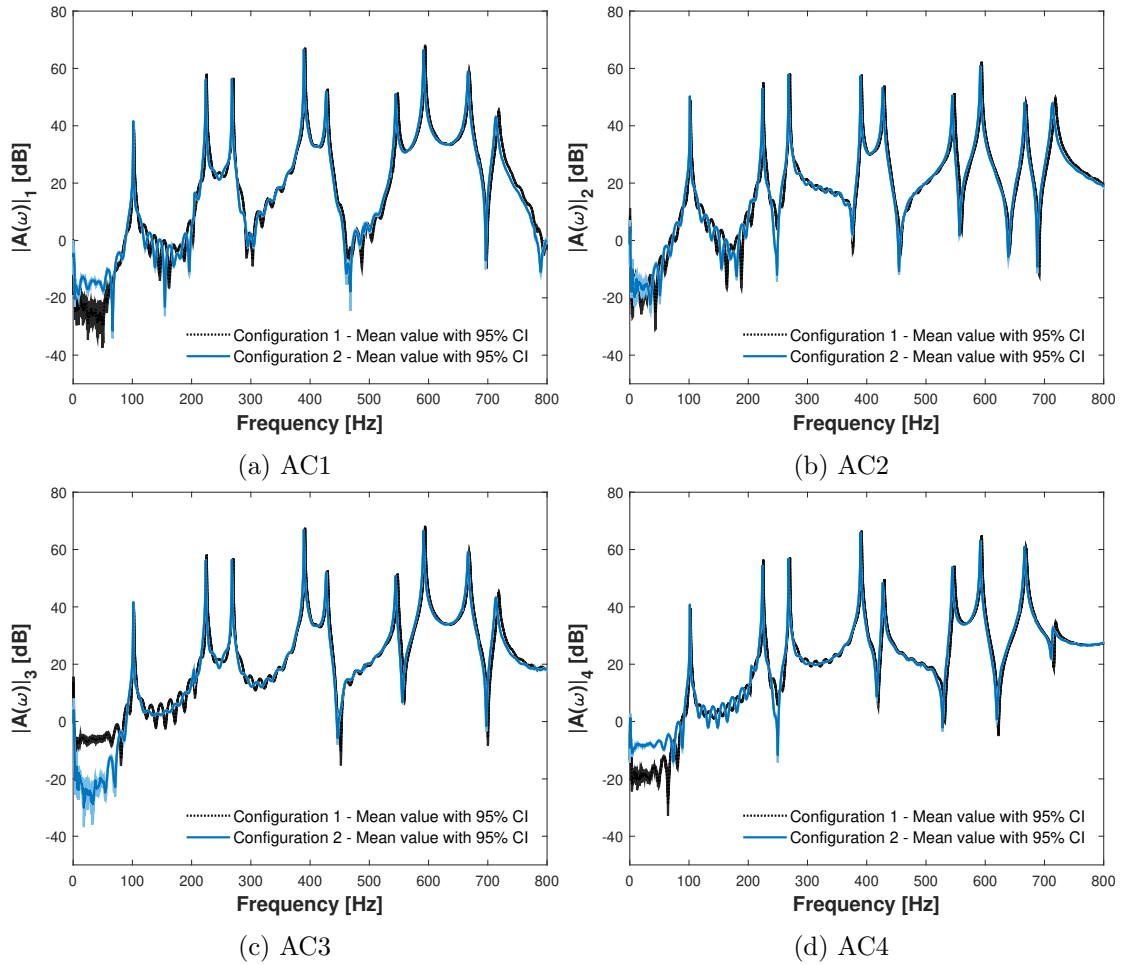 80
60
40
20
0
-20
-40
|A(ω)|₁ [dB]
Configuration 1 - Mean value with 95% CI
Configuration 2 - Mean value with 95% CI
0 100 200 300 400 500 600 700 800
Frequency [Hz]
(a) AC1
80
60
40
20
0
-20
-40
|A(ω)|₂ [dB]
Configuration 1 - Mean value with 95% CI
Configuration 2 - Mean value with 95% CI
0 100 200 300 400 500 600 700 800
Frequency [Hz]
(b) AC2
80
60
40
20
0
-20
-40
|A(ω)|₃ [dB]
Configuration 1 - Mean value with 95% CI
Configuration 2 - Mean value with 95% CI
0 100 200 300 400 500 600 700 800
Frequency [Hz]
(c) AC3
80
60
40
20
0
-20
-40
|A(ω)|₄ [dB]
Configuration 1 - Mean value with 95% CI
Configuration 2 - Mean value with 95% CI
0 100 200 300 400 500 600 700 800
Frequency [Hz]
(d) AC4